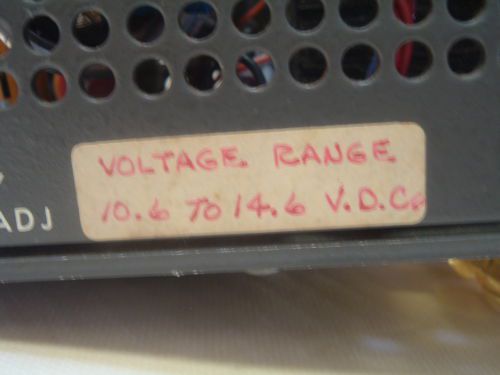 VOLTAGE RANGE
10.6 TO 14.6 V.D.C.
ADJ